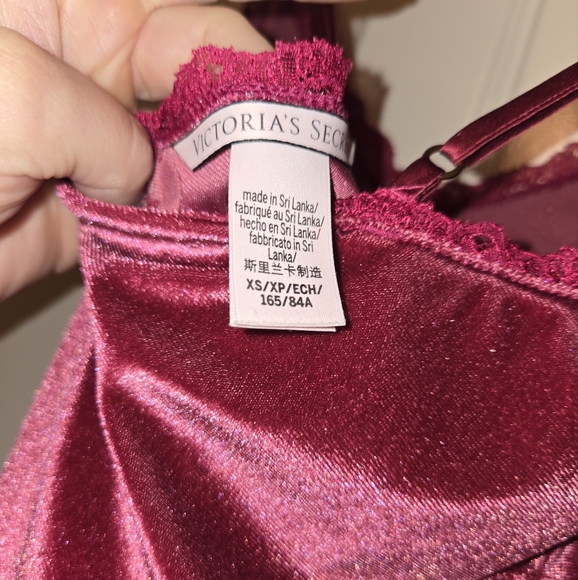 VICTORIA'S SECR
made in Sri Lanka/
fabriqué au Sri Lanka/
hecho en Sri Lanka/
fabbricato in Sri
Lanka/
斯里兰卡制造
XS/XP/ECH/
165/84A